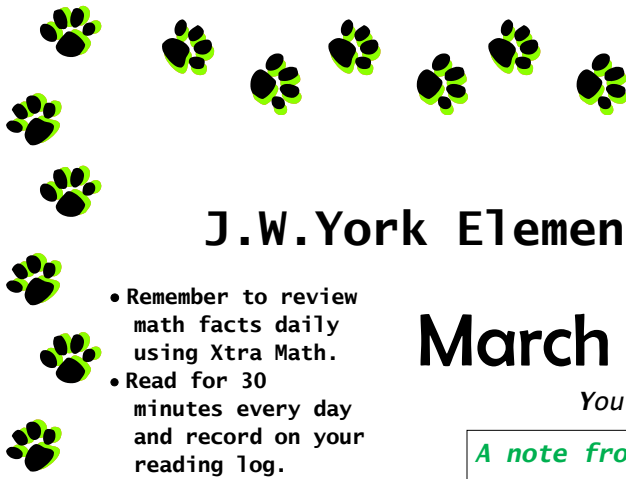 J.W.York Elemen
• Remember to review
math facts daily
using Xtra Math.
• Read for 30
minutes every day
and record on your
reading log.
March
You
A note fro